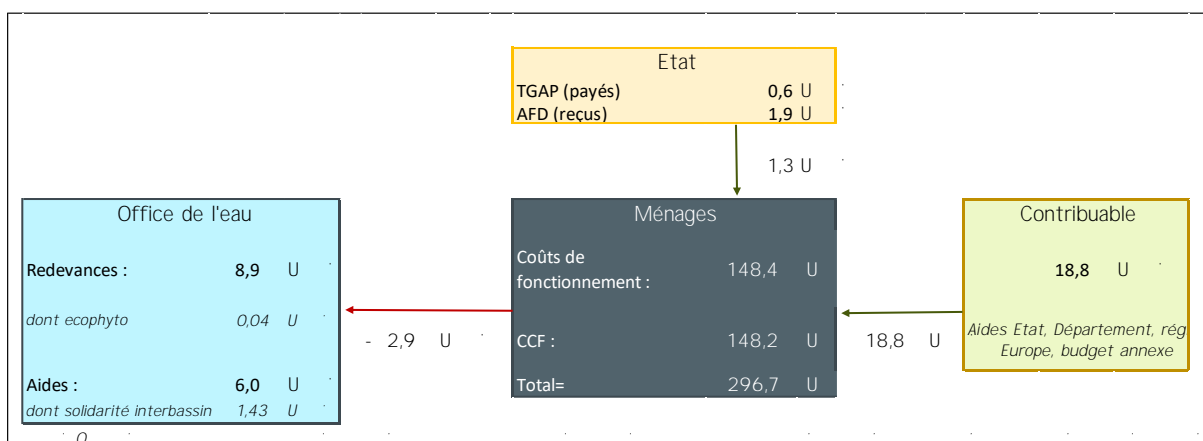 Etat
TGAP (payés) 0,6 U
AFD (reçus) 1,9 U
1,3 U
Office de l'eau
Redevances : 8,9 U
dont ecophyto 0,04 U
Aides : 6,0 U
dont solidarité interbassin 1,43 U
- 2,9 U
Ménages
Coûts de
fonctionnement : 148,4 U
CCF : 148,2 U
Total= 296,7 U
18,8 U
Contribuable
18,8 U
Aides Etat, Département, rég
Europe, budget annexe